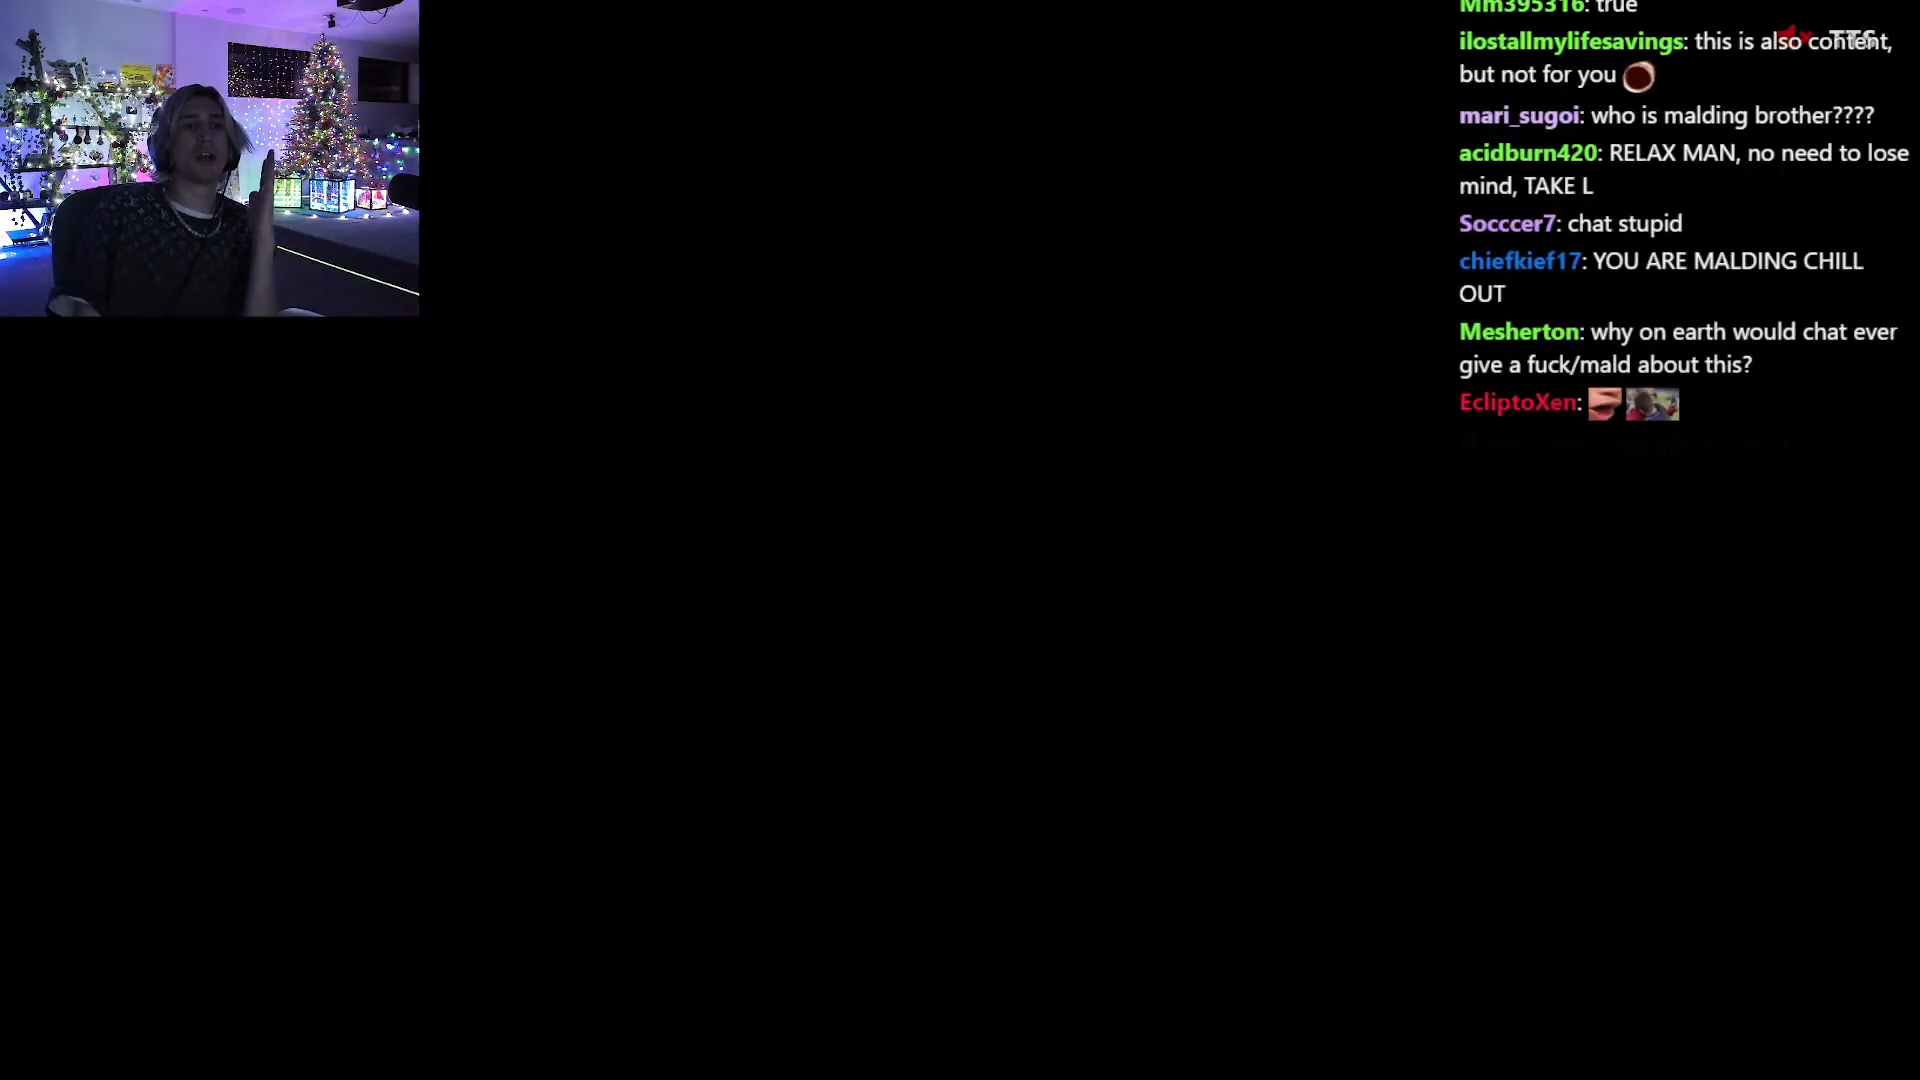 Mm395316: true
TTS
ilostallmylifesavings: this is also content,
but not for you
mari_sugoi: who is malding brother????
acidburn420: RELAX MAN, no need to lose
mind, TAKE L
Socccer7: chat stupid
chiefkief17: YOU ARE MALDING CHILL
OUT
Mesherton: why on earth would chat ever
give a fuck/mald about this?
EcliptoXen: